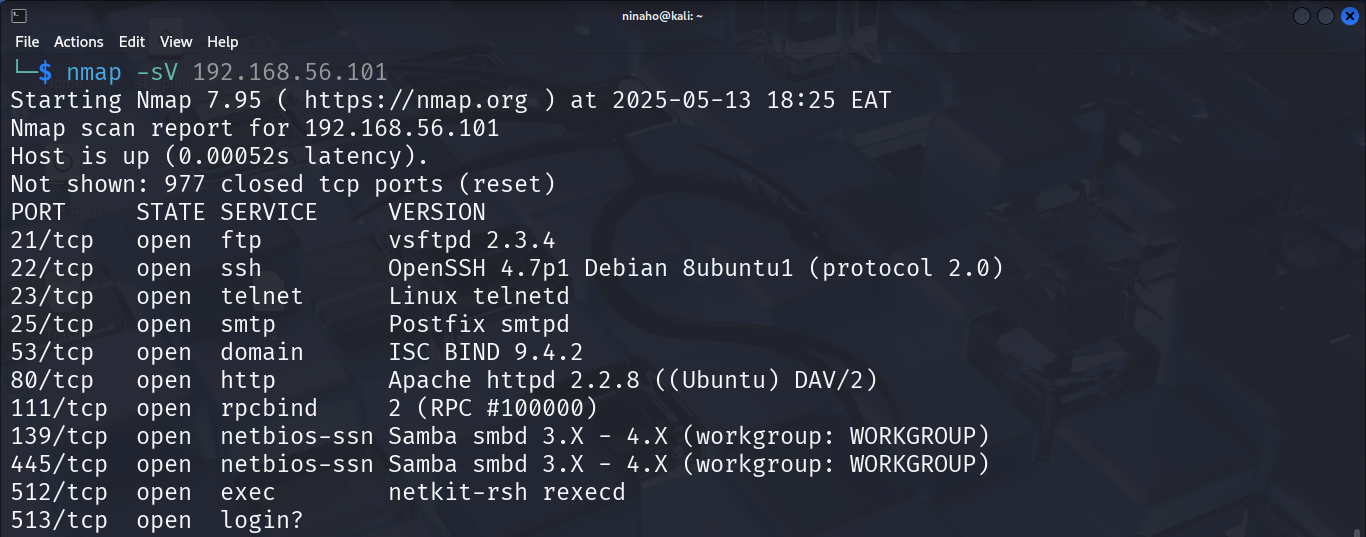 ninaho@kali: ~
File Actions Edit View Help
└─$ nmap -sV 192.168.56.101
Starting Nmap 7.95 ( https://nmap.org ) at 2025-05-13 18:25 EAT
Nmap scan report for 192.168.56.101
Host is up (0.00052s latency).
Not shown: 977 closed tcp ports (reset)
PORT     STATE SERVICE     VERSION
21/tcp   open  ftp         vsftpd 2.3.4
22/tcp   open  ssh         OpenSSH 4.7p1 Debian 8ubuntu1 (protocol 2.0)
23/tcp   open  telnet      Linux telnetd
25/tcp   open  smtp        Postfix smtpd
53/tcp   open  domain      ISC BIND 9.4.2
80/tcp   open  http        Apache httpd 2.2.8 ((Ubuntu) DAV/2)
111/tcp  open  rpcbind     2 (RPC #100000)
139/tcp  open  netbios-ssn Samba smbd 3.X - 4.X (workgroup: WORKGROUP)
445/tcp  open  netbios-ssn Samba smbd 3.X - 4.X (workgroup: WORKGROUP)
512/tcp  open  exec        netkit-rsh rexecd
513/tcp  open  login?